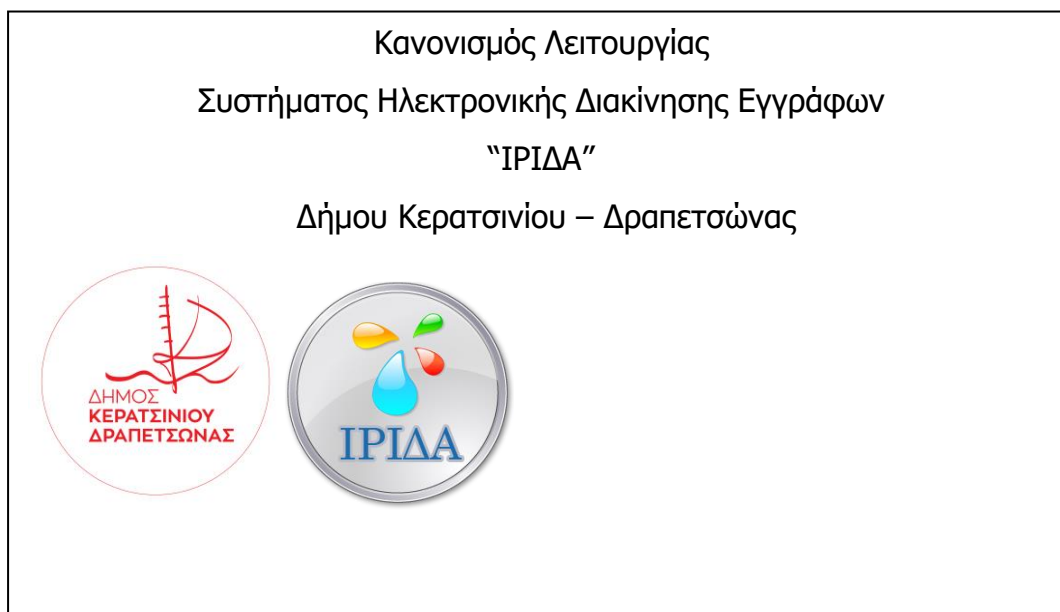 Κανονισμός Λειτουργίας
Συστήματος Ηλεκτρονικής Διακίνησης Εγγράφων
“ΙΡΙΔΑ”
Δήμου Κερατσινίου – Δραπετσώνας
ΔΗΜΟΣ
ΚΕΡΑΤΣΙΝΙΟΥ
ΔΡΑΠΕΤΣΩΝΑΣ
ΙΡΙΔΑ